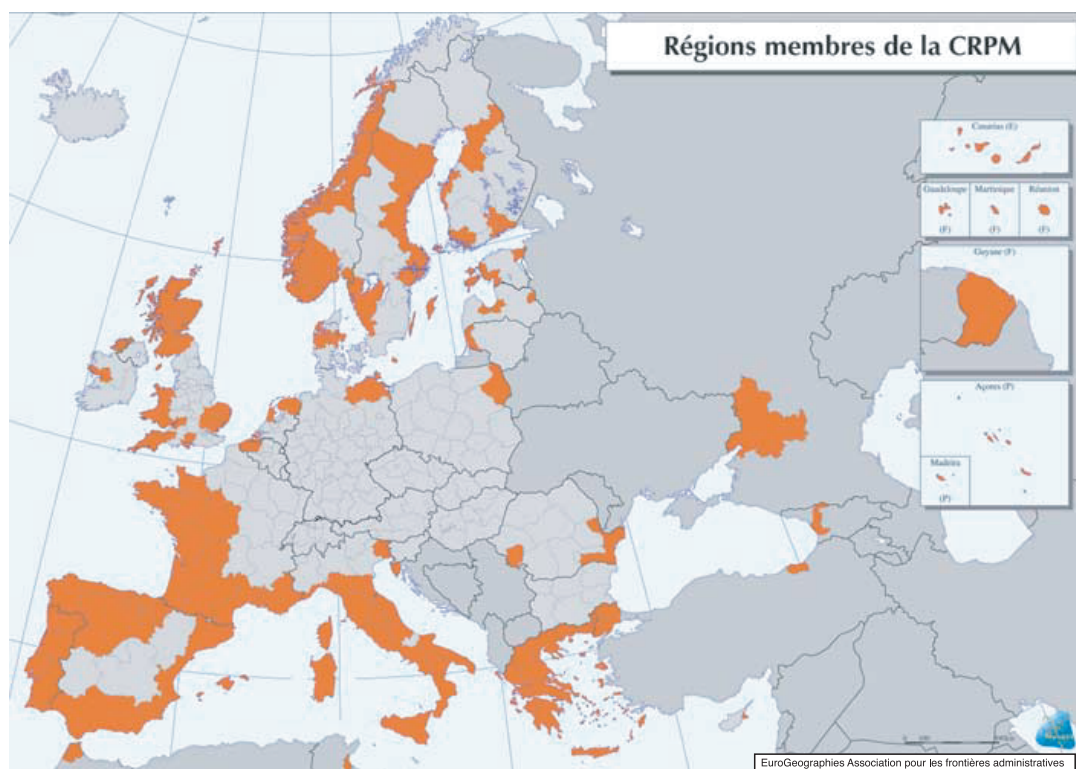 Régions membres de la CRPM
Canarias (E)
Guadeloupe Martinique Réunion
(F) (F) (F)
Guyane (F)
Açores (P)
Madeira
(P)
EuroGeographies Association pour les frontières administratives